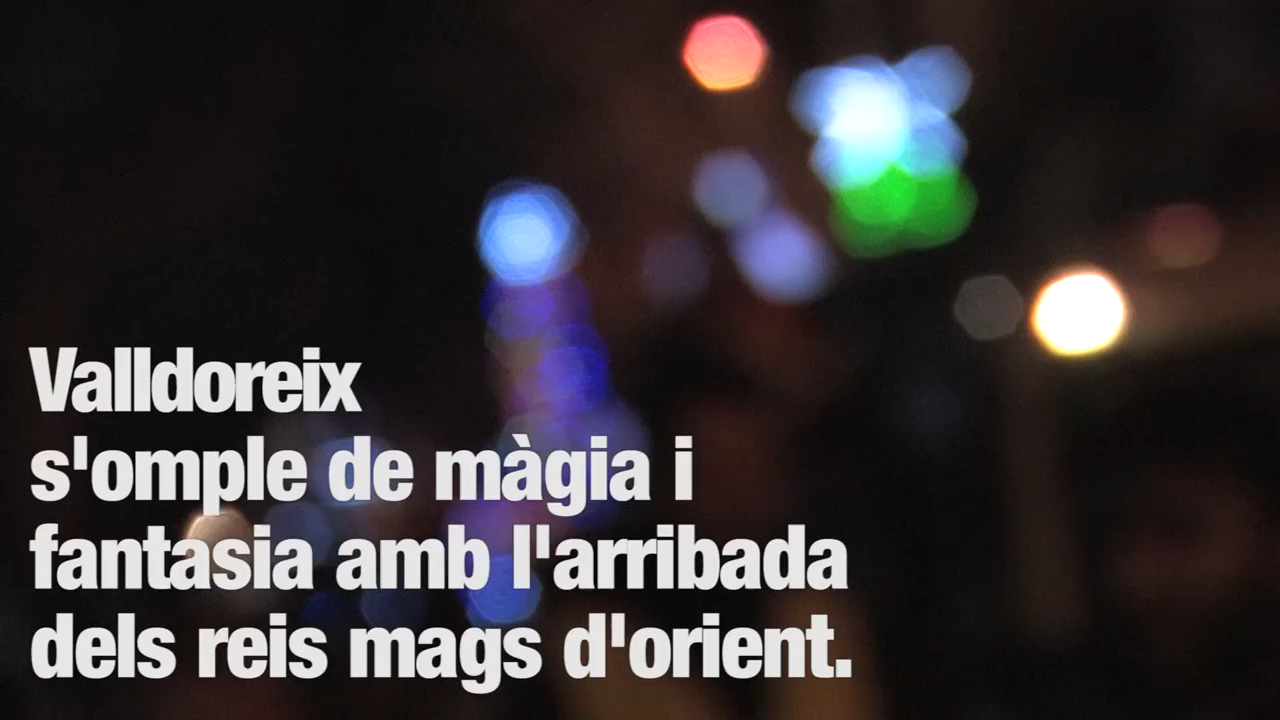 Valldoreix
s'omple de màgia i
fantasia amb l'arribada
dels reis mags d'orient.